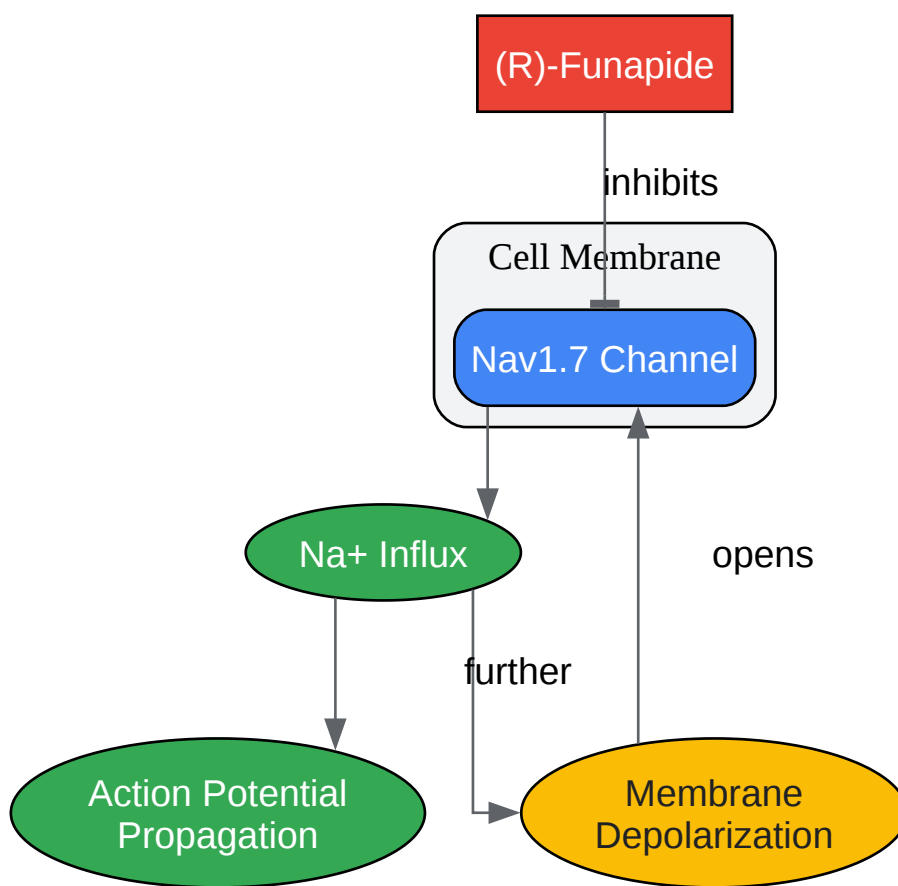 (R)-Funapide
inhibits
Cell Membrane
Nav1.7 Channel
Na+ Influx
opens
further
Action Potential
Propagation
Membrane
Depolarization